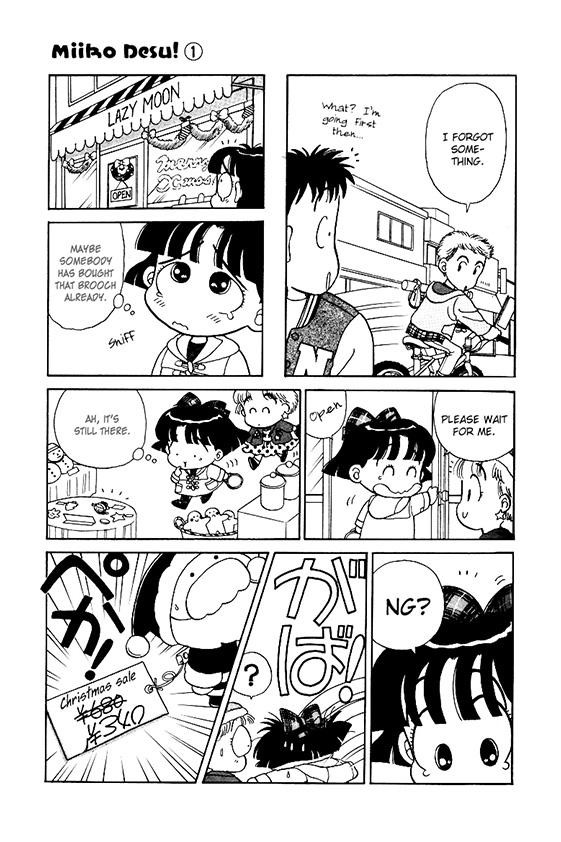 Miiko Desu! ①
What? I'm
going first
then...
I FORGOT
SOME-
THING.
LAZY MOON
OPEN
Merry
MAYBE
SOMEBODY
HAS BOUGHT
THAT BROOCH
ALREADY.
Sniff
Open
PLEASE WAIT
FOR ME.
AH, IT'S
STILL THERE.
NG?
がば!
?
ペかー!
Christmas sale
¥680
¥340